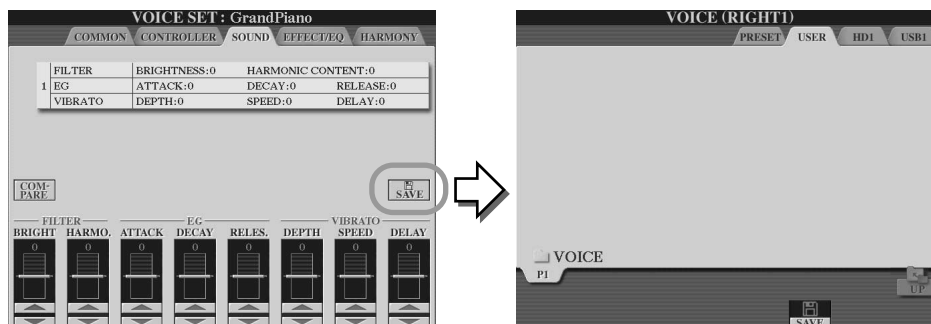 VOICE SET : GrandPiano
COMMON CONTROLLER SOUND EFFECT/EQ HARMONY
FILTER BRIGHTNESS:0 HARMONIC CONTENT:0
1 EG ATTACK:0 DECAY:0 RELEASE:0
VIBRATO DEPTH:0 SPEED:0 DELAY:0
COM-
PARE
SAVE
FILTER EG VIBRATO
BRIGHT HARMO. ATTACK DECAY RELES. DEPTH SPEED DELAY
0 0 0 0 0 0 0 0
VOICE (RIGHT1)
PRESET USER HD1 USB1
VOICE
P1
UP
SAVE